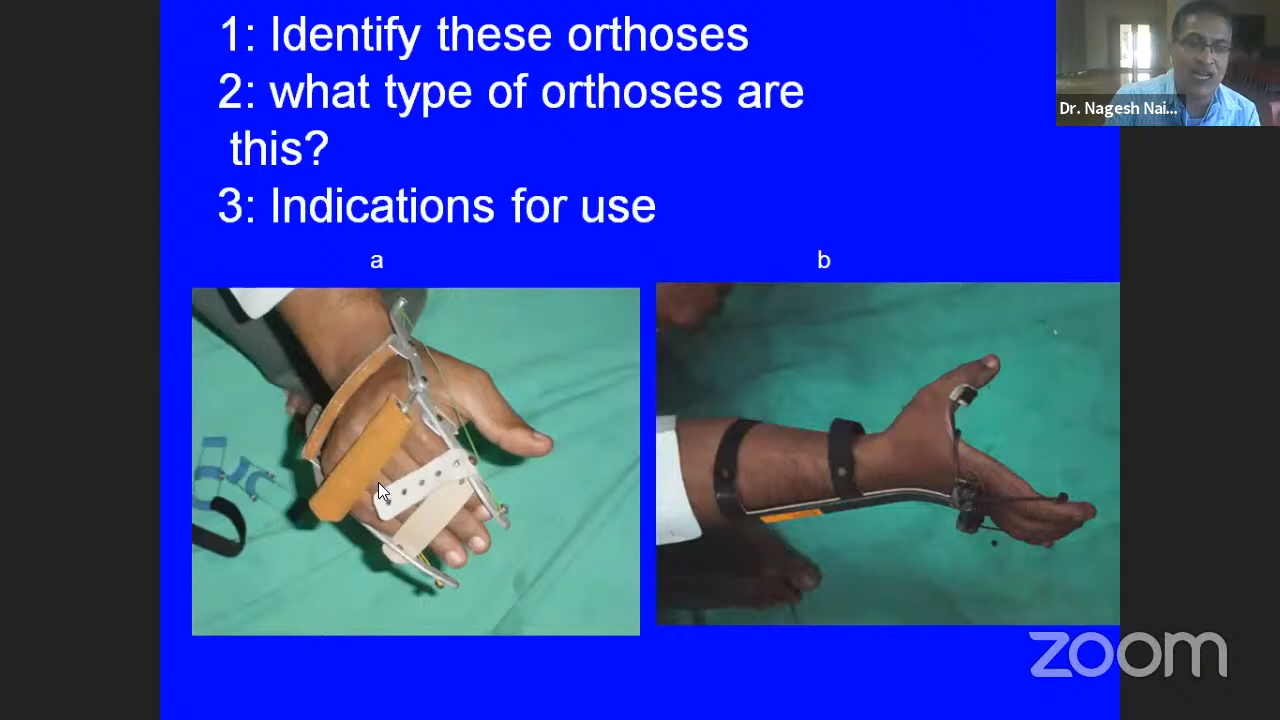 1: Identify these orthoses
2: what type of orthoses are
this?
3: Indications for use
Dr. Nagesh Nai...
a
b
zoom